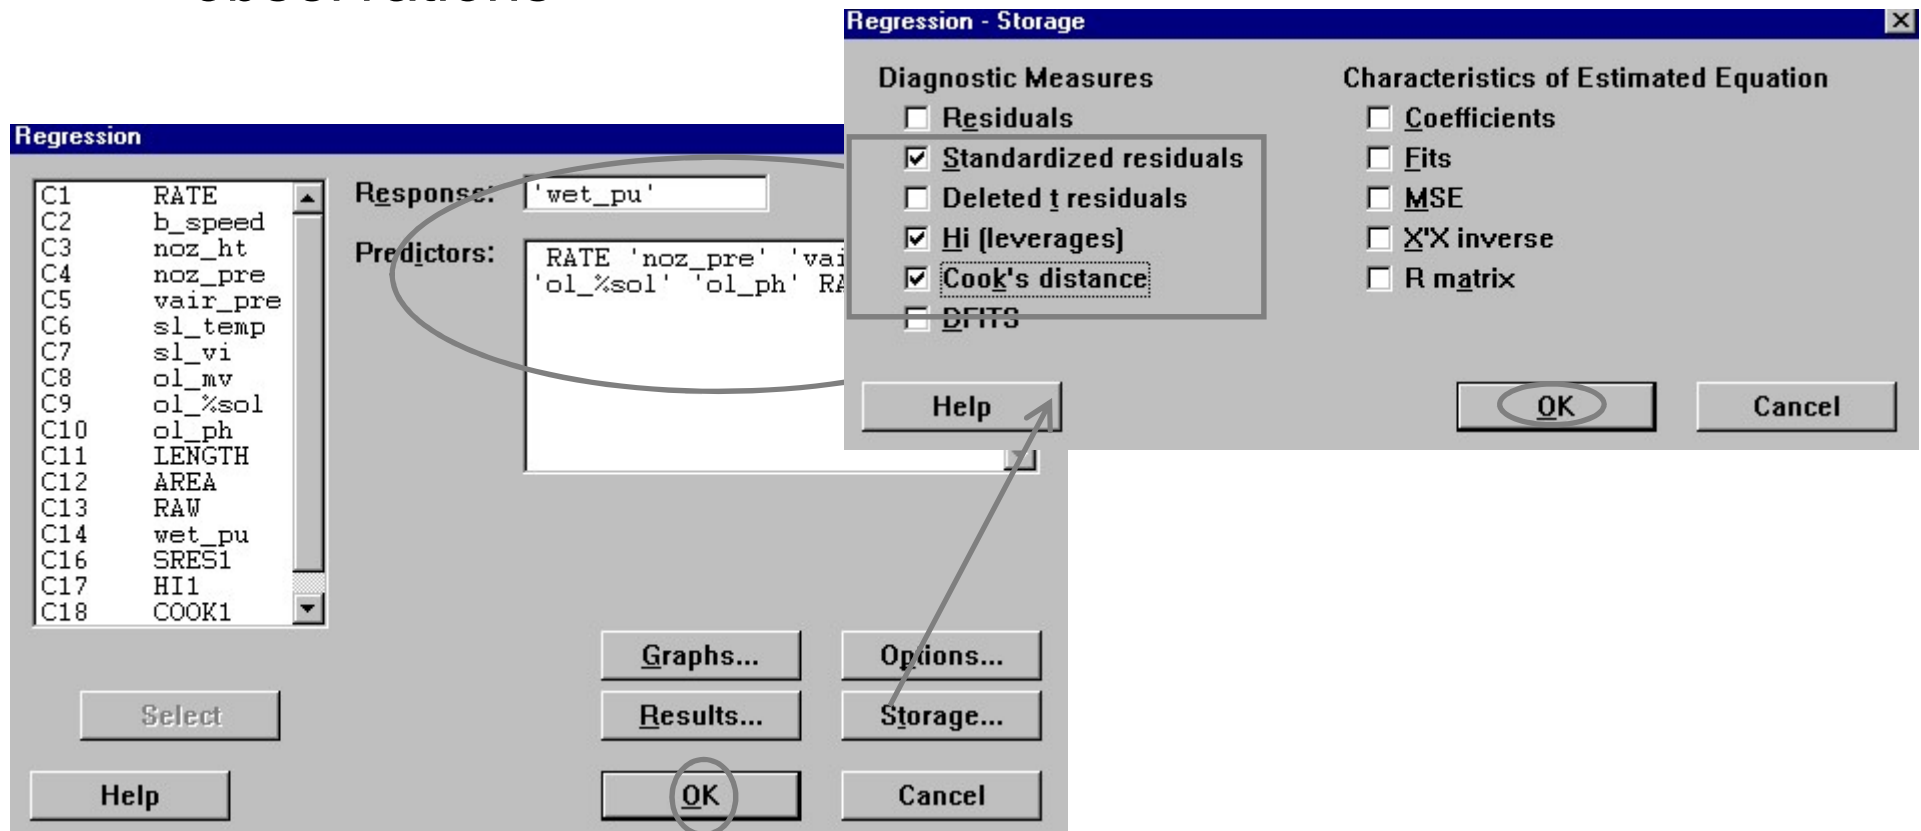 observations
Regression
C1 RATE
C2 b_speed
C3 noz_ht
C4 noz_pre
C5 vair_pre
C6 sl_temp
C7 sl_vi
C8 ol_mv
C9 ol_%sol
C10 ol_ph
C11 LENGTH
C12 AREA
C13 RAW
C14 wet_pu
C16 SRES1
C17 HI1
C18 COOK1
Response: 'wet_pu'
Predictors: RATE 'noz_pre'
'ol_%sol' 'ol_ph'
Graphs... Options...
Select Results... Storage...
Help OK Cancel
Regression - Storage
Diagnostic Measures
Residuals
Standardized residuals
Deleted t residuals
Hi (leverages)
Cook's distance
DFITS
Characteristics of Estimated Equation
Coefficients
Fits
MSE
X'X inverse
R matrix
Help OK Cancel